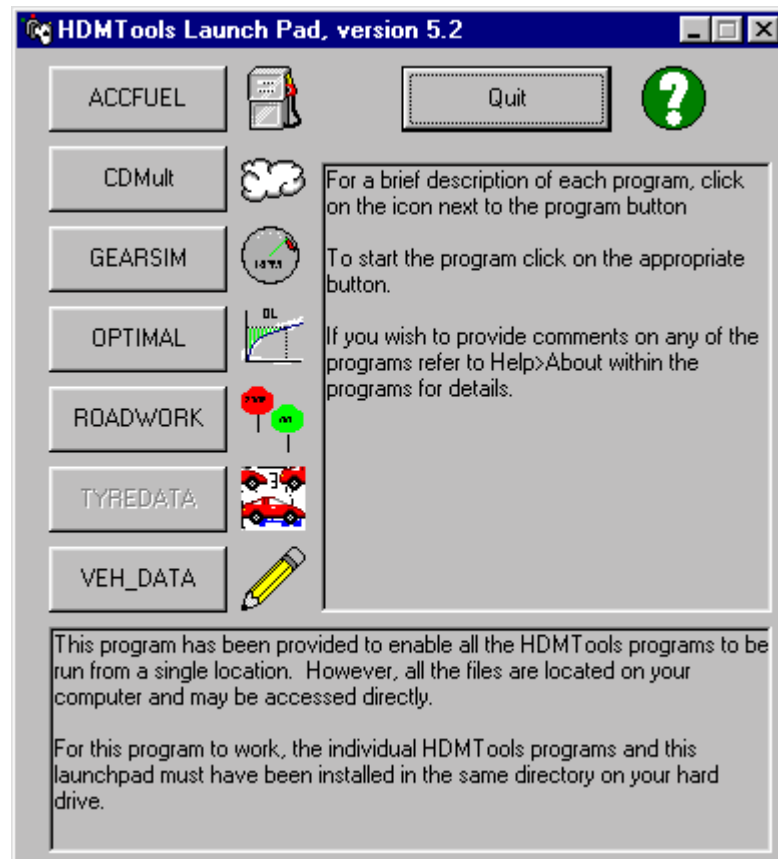 HDMTools Launch Pad, version 5.2
ACCFUEL
Quit
CDMult
GEARSIM
OPTIMAL
ROADWORK
TYREDATA
VEH_DATA
For a brief description of each program, click
on the icon next to the program button
To start the program click on the appropriate
button.
If you wish to provide comments on any of the
programs refer to Help>About within the
programs for details.
This program has been provided to enable all the HDMTools programs to be
run from a single location.  However, all the files are located on your
computer and may be accessed directly.
For this program to work, the individual HDMTools programs and this
launchpad must have been installed in the same directory on your hard
drive.